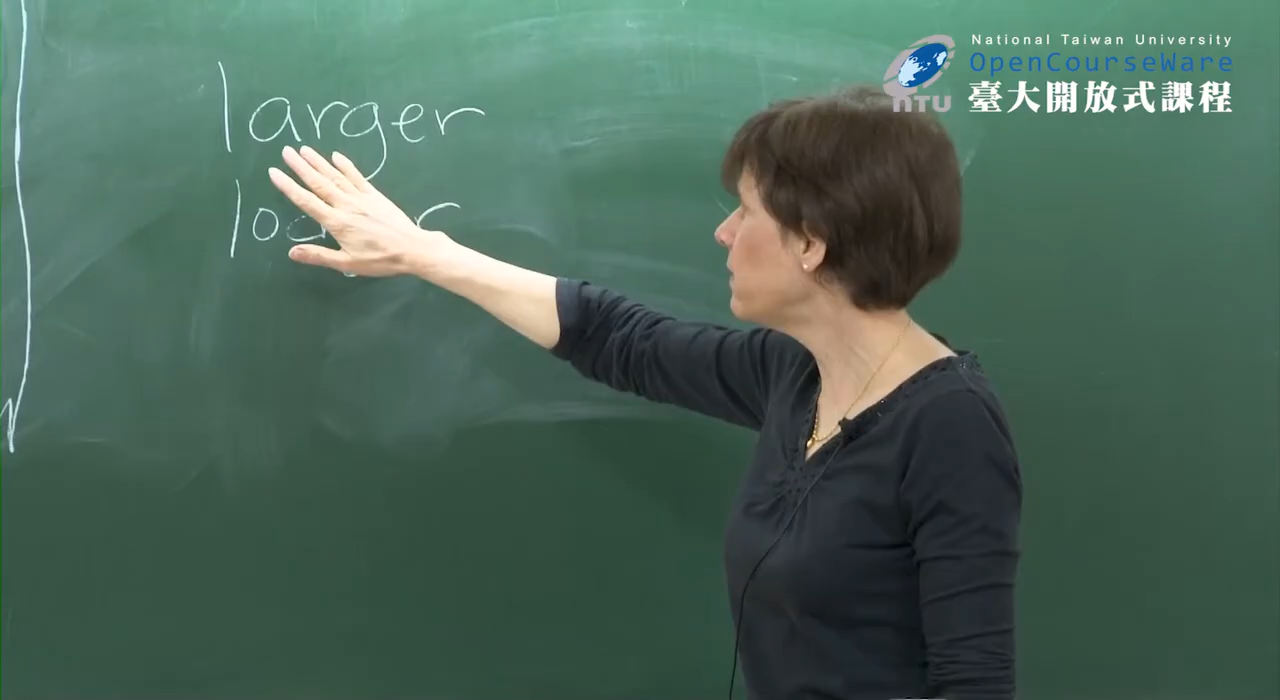 larger
National Taiwan University
OpenCourseWare
NTU
臺大開放式課程